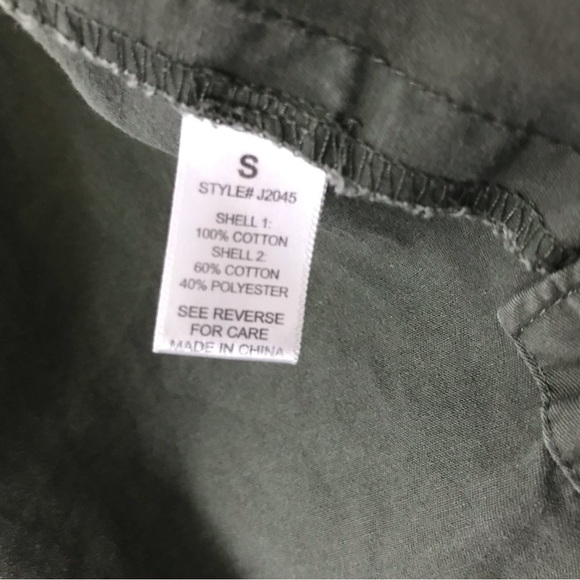 S
STYLE# J2045
SHELL 1:
100% COTTON
SHELL 2:
60% COTTON
40% POLYESTER
SEE REVERSE
FOR CARE
MADE IN CHINA